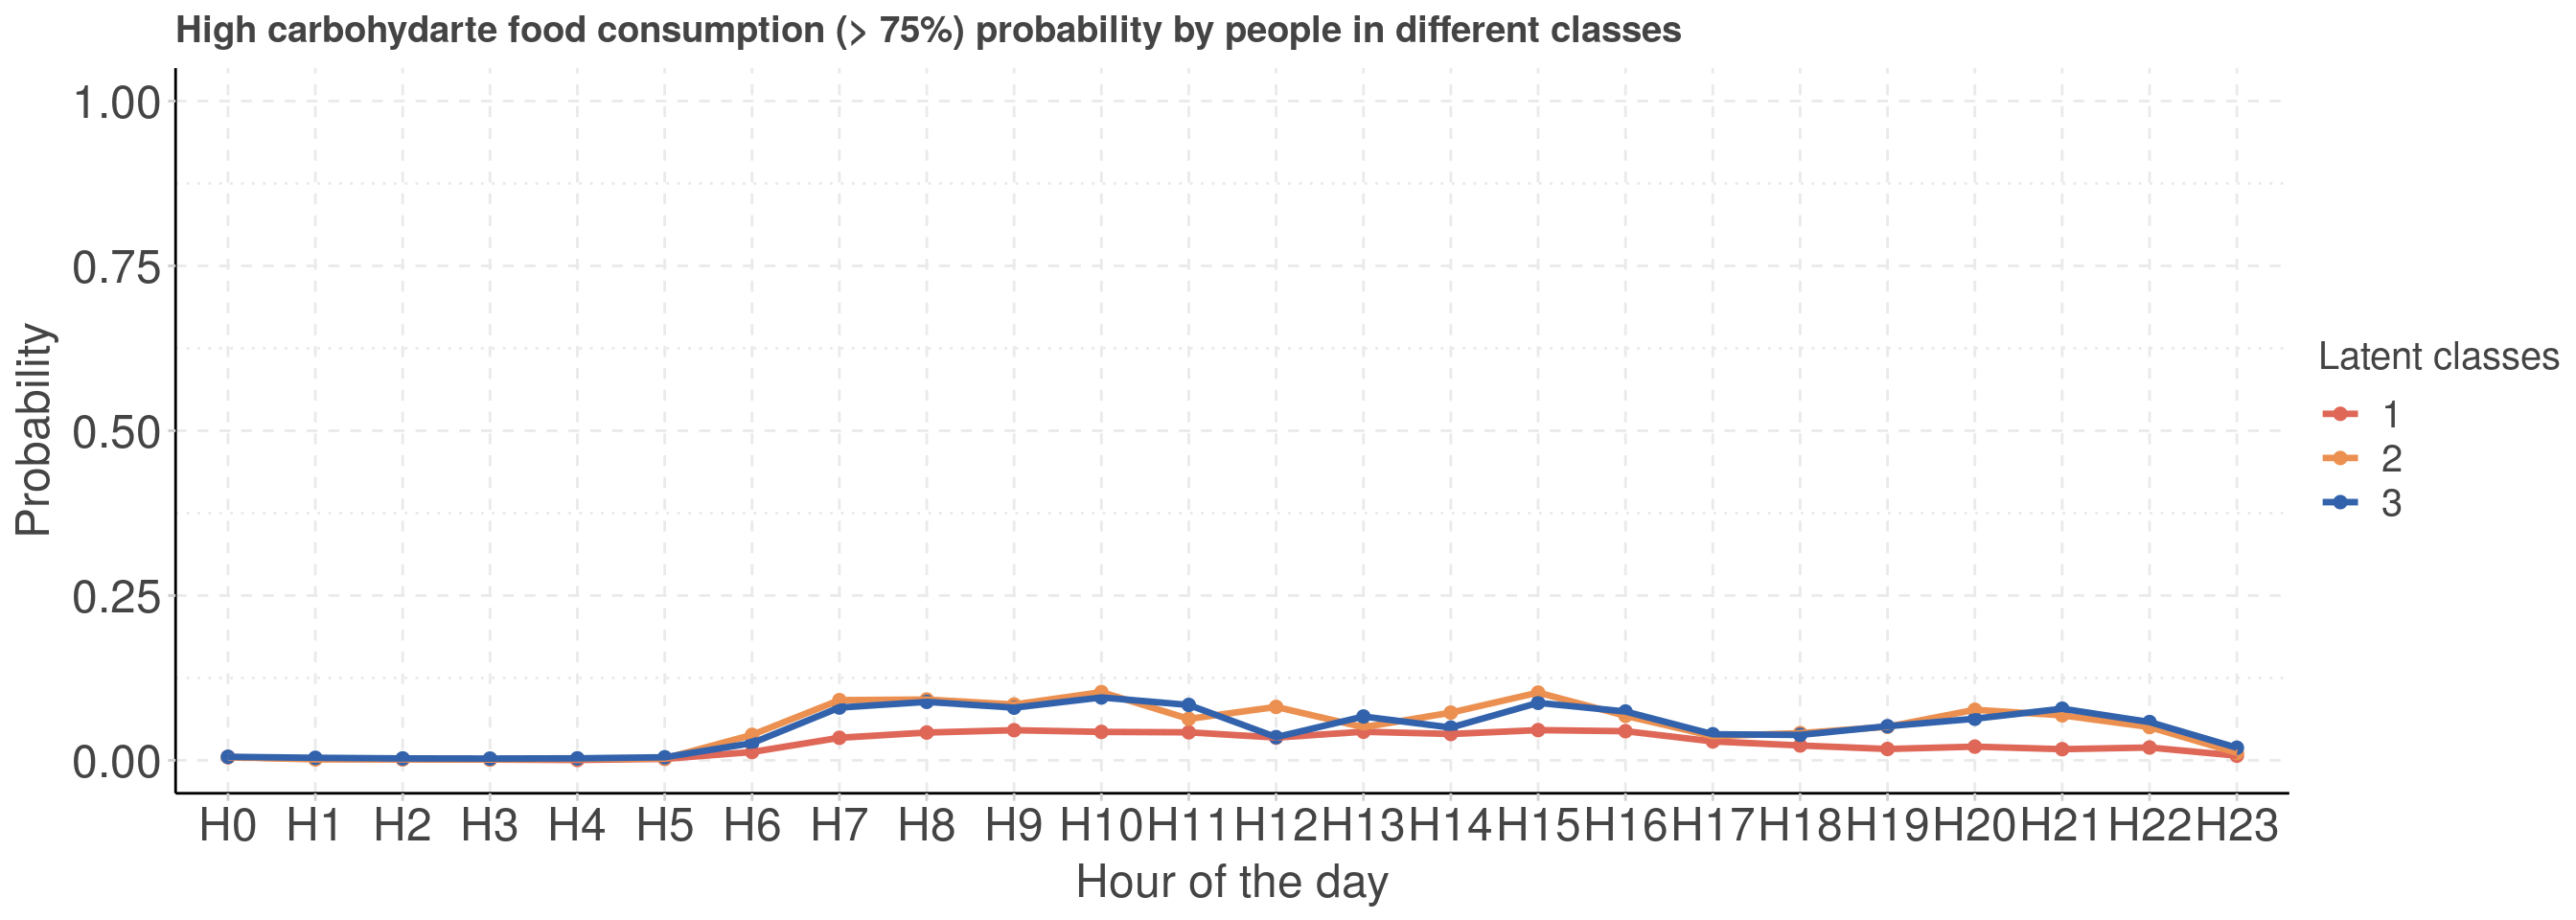 High carbohydarte food consumption (> 75%) probability by people in different classes
1.00
0.75
0.50
0.25
0.00
Probability
H0 H1 H2 H3 H4 H5 H6 H7 H8 H9 H10 H11 H12 H13 H14 H15 H16 H17 H18 H19 H20 H21 H22 H23
Hour of the day
Latent classes
1
2
3